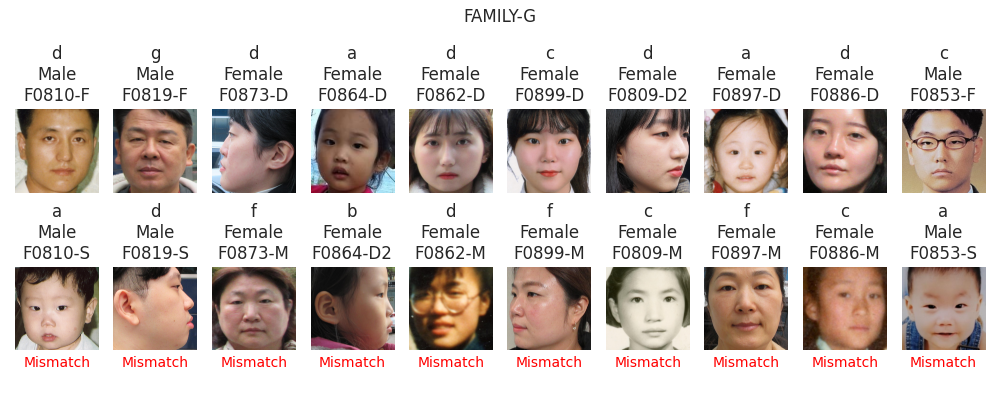 FAMILY-G
d g d a d c d a d c
Male Male Female Female Female Female Female Female Female Male
F0810-F F0819-F F0873-D F0864-D F0862-D F0899-D F0809-D2 F0897-D F0886-D F0853-F
a d f b d f c f c a
Male Male Female Female Female Female Female Female Female Male
F0810-S F0819-S F0873-M F0864-D2 F0862-M F0899-M F0809-M F0897-M F0886-M F0853-S
Mismatch Mismatch Mismatch Mismatch Mismatch Mismatch Mismatch Mismatch Mismatch Mismatch